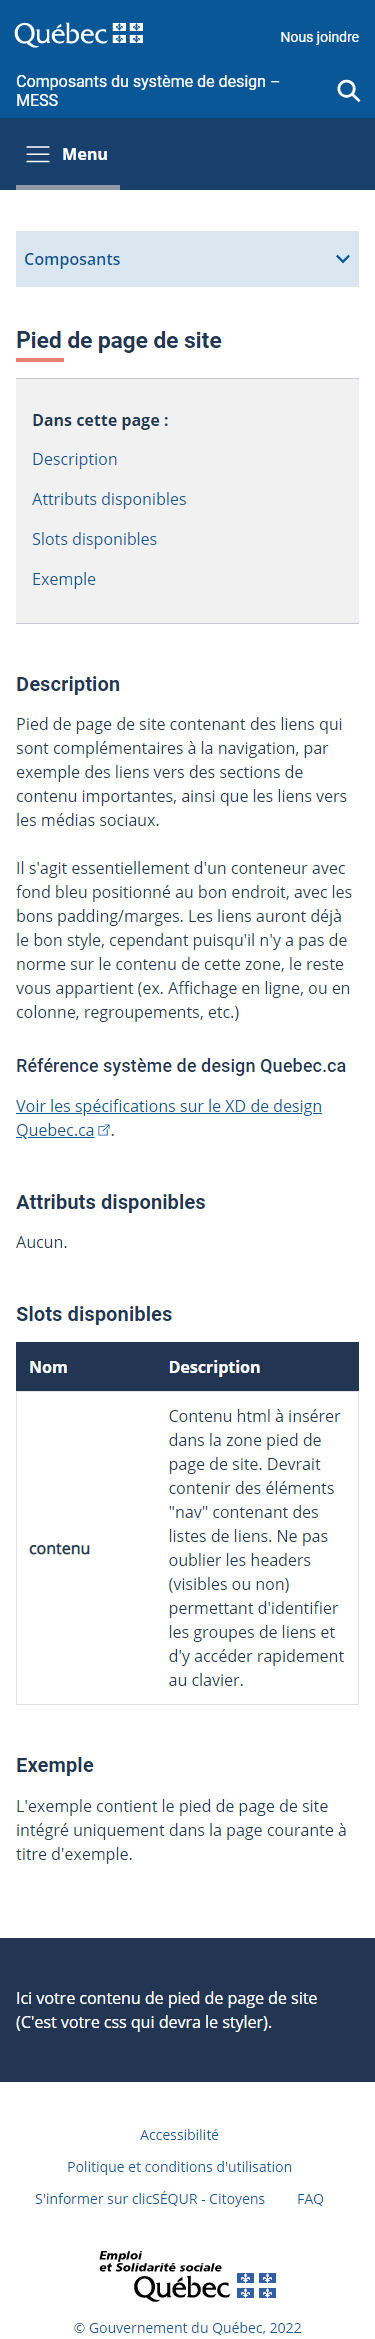 Québec
Nous joindre
Composants du système de design –
MESS
Menu
Composants
Pied de page de site
Dans cette page :
Description
Attributs disponibles
Slots disponibles
Exemple
Description
Pied de page de site contenant des liens qui
sont complémentaires à la navigation, par
exemple des liens vers des sections de
contenu importantes, ainsi que les liens vers
les médias sociaux.
Il s'agit essentiellement d'un conteneur avec
fond bleu positionné au bon endroit, avec les
bons padding/marges. Les liens auront déjà
le bon style, cependant puisqu'il n'y a pas de
norme sur le contenu de cette zone, le reste
vous appartient (ex. Affichage en ligne, ou en
colonne, regroupements, etc.)
Référence système de design Quebec.ca
Voir les spécifications sur le XD de design
Quebec.ca.
Attributs disponibles
Aucun.
Slots disponibles
Nom Description
contenu
Contenu html à insérer
dans la zone pied de
page de site. Devrait
contenir des éléments
"nav" contenant des
listes de liens. Ne pas
oublier les headers
(visibles ou non)
permettant d'identifier
les groupes de liens et
d'y accéder rapidement
au clavier.
Exemple
L'exemple contient le pied de page de site
intégré uniquement dans la page courante à
titre d'exemple.
Ici votre contenu de pied de page de site
(C'est votre css qui devra le styler).
Accessibilité
Politique et conditions d'utilisation
S'informer sur clicSÉQUR - Citoyens FAQ
Emploi
et Solidarité sociale
Québec
© Gouvernement du Québec, 2022